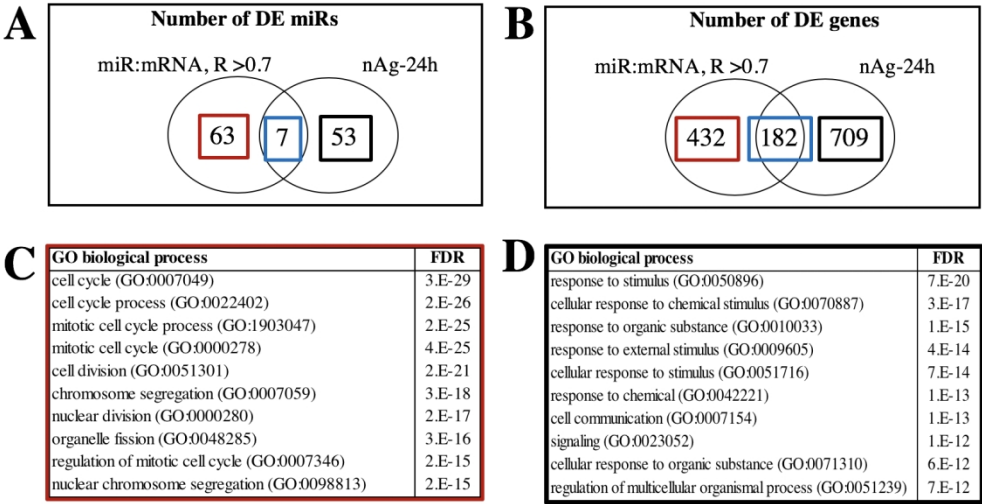 A
Number of DE miRs
miR:mRNA, R >0.7
nAg-24h
63
7
53
B
Number of DE genes
miR:mRNA, R >0.7
nAg-24h
432
182
709
C
GO biological process FDR
cell cycle (GO:0007049) 3.E-29
cell cycle process (GO:0022402) 2.E-26
mitotic cell cycle process (GO:1903047) 2.E-25
mitotic cell cycle (GO:0000278) 4.E-25
cell division (GO:0051301) 2.E-21
chromosome segregation (GO:0007059) 3.E-18
nuclear division (GO:0000280) 2.E-17
organelle fission (GO:0048285) 3.E-16
regulation of mitotic cell cycle (GO:0007346) 2.E-15
nuclear chromosome segregation (GO:0098813) 2.E-15
D
GO biological process FDR
response to stimulus (GO:0050896) 7.E-20
cellular response to chemical stimulus (GO:0070887) 3.E-17
response to organic substance (GO:0010033) 1.E-15
response to external stimulus (GO:0009605) 4.E-14
cellular response to stimulus (GO:0051716) 7.E-14
response to chemical (GO:0042221) 1.E-13
cell communication (GO:0007154) 1.E-13
signaling (GO:0023052) 1.E-12
cellular response to organic substance (GO:0071310) 6.E-12
regulation of multicellular organismal process (GO:0051239) 7.E-12